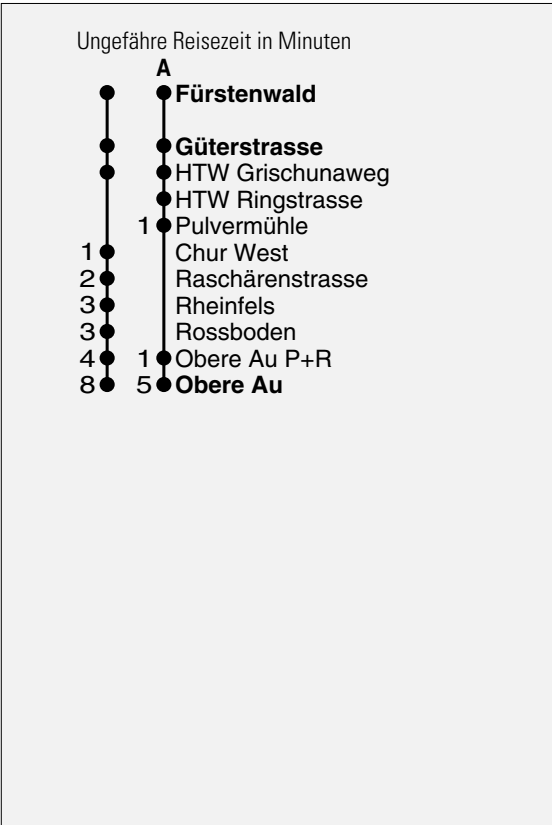 Ungefähre Reisezeit in Minuten
A
Fürstenwald
Güterstrasse
HTW Grischunaweg
HTW Ringstrasse
1 Pulvermühle
1 Chur West
2 Raschärenstrasse
3 Rheinfels
3 Rossboden
4 1 Obere Au P+R
8 5 Obere Au